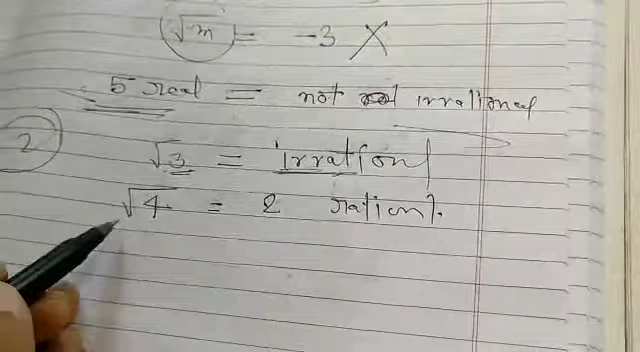 √m = -3 X
5 real = not irrational
2
√3 = irrational
√4 = 2 rational.